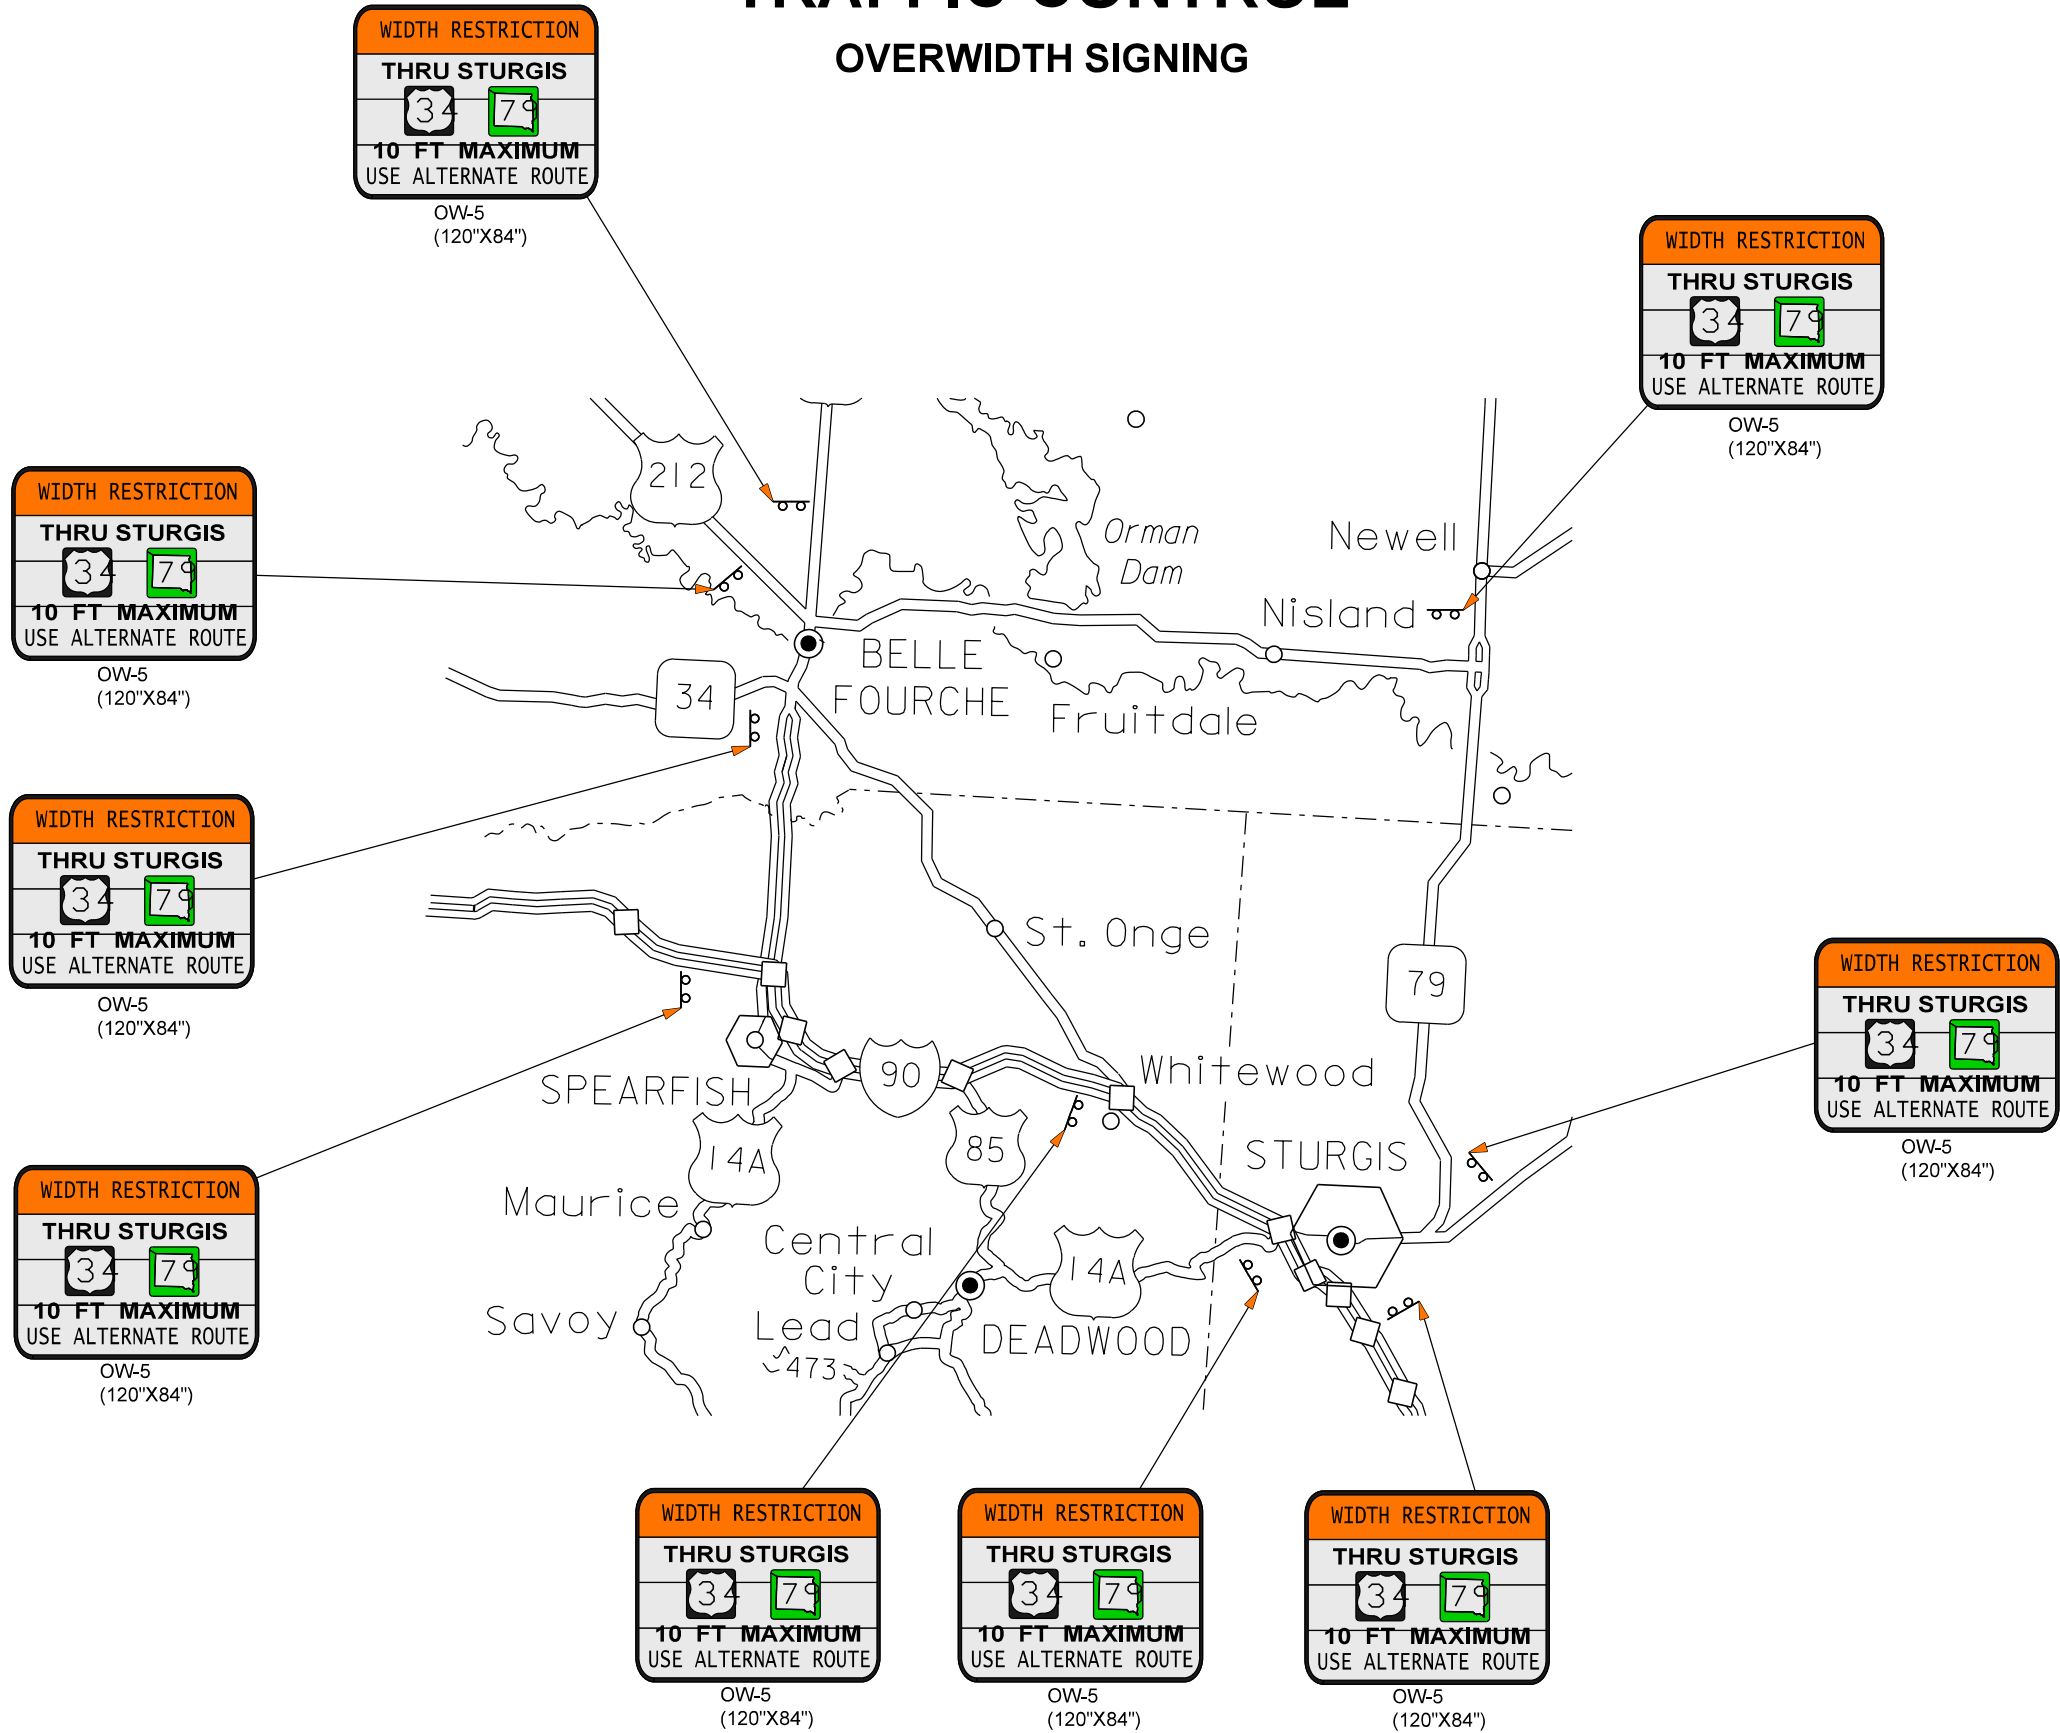 TRAFFIC CONTROL
OVERWIDTH SIGNING
WIDTH RESTRICTION
THRU STURGIS
34 79
10 FT MAXIMUM
USE ALTERNATE ROUTE
OW-5
(120"X84")
WIDTH RESTRICTION
THRU STURGIS
34 79
10 FT MAXIMUM
USE ALTERNATE ROUTE
OW-5
(120"X84")
WIDTH RESTRICTION
THRU STURGIS
34 79
10 FT MAXIMUM
USE ALTERNATE ROUTE
OW-5
(120"X84")
WIDTH RESTRICTION
THRU STURGIS
34 79
10 FT MAXIMUM
USE ALTERNATE ROUTE
OW-5
(120"X84")
WIDTH RESTRICTION
THRU STURGIS
34 79
10 FT MAXIMUM
USE ALTERNATE ROUTE
OW-5
(120"X84")
WIDTH RESTRICTION
THRU STURGIS
34 79
10 FT MAXIMUM
USE ALTERNATE ROUTE
OW-5
(120"X84")
212
Orman
Dam
Newell
Nisland
BELLE
FOURCHE
34
Fruitdale
St. Onge
79
Whitewood
90
SPEARFISH
14A
85
STURGIS
Maurice
Central
City
14A
Savoy
Lead
DEADWOOD
473
WIDTH RESTRICTION
THRU STURGIS
34 79
10 FT MAXIMUM
USE ALTERNATE ROUTE
OW-5
(120"X84")
WIDTH RESTRICTION
THRU STURGIS
34 79
10 FT MAXIMUM
USE ALTERNATE ROUTE
OW-5
(120"X84")
WIDTH RESTRICTION
THRU STURGIS
34 79
10 FT MAXIMUM
USE ALTERNATE ROUTE
OW-5
(120"X84")